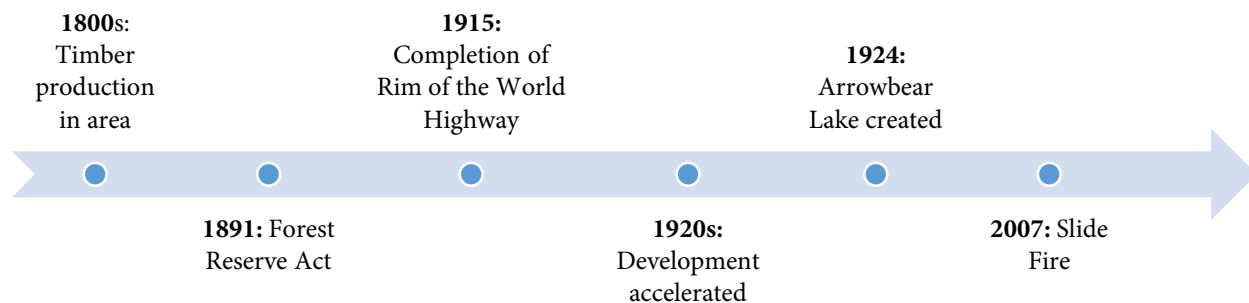 1800s:
Timber
production
in area
1891: Forest
Reserve Act
1915:
Completion of
Rim of the World
Highway
1920s:
Development
accelerated
1924:
Arrowbear
Lake created
2007: Slide
Fire